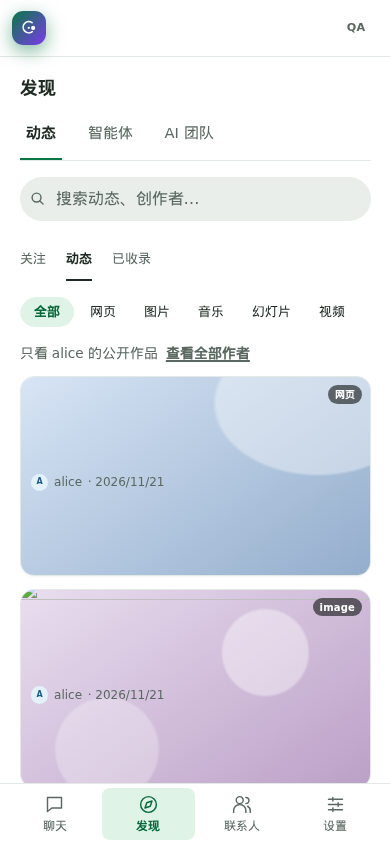 QA
发现
动态 智能体 AI 团队
搜索动态、创作者...
关注 动态 已收录
全部 网页 图片 音乐 幻灯片 视频
只看 alice 的公开作品 查看全部作者
网页
A alice · 2026/11/21
image
A alice · 2026/11/21
聊天 发现 联系人 设置